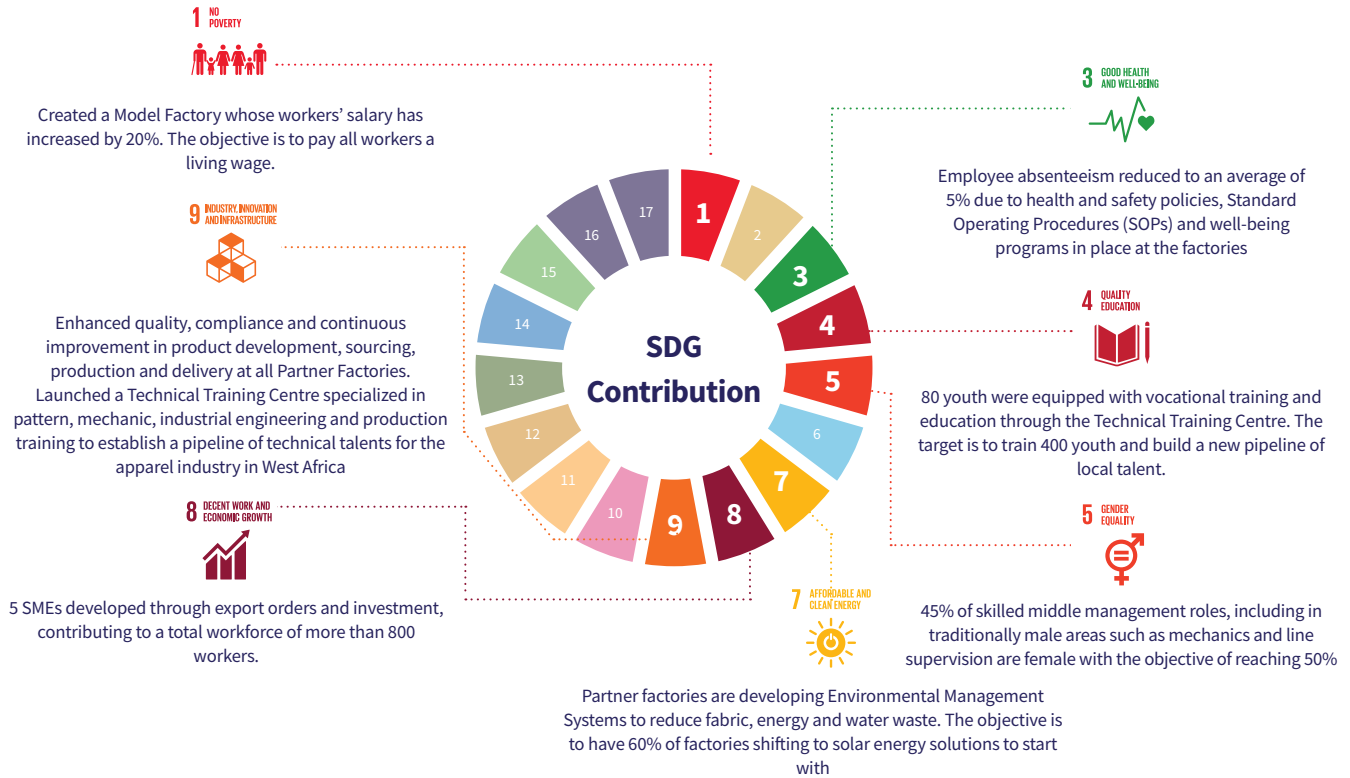 1 NO
POVERTY
Created a Model Factory whose workers’ salary has
increased by 20%. The objective is to pay all workers a
living wage.
9 INDUSTRY, INNOVATION
AND INFRASTRUCTURE
Enhanced quality, compliance and continuous
improvement in product development, sourcing,
production and delivery at all Partner Factories.
Launched a Technical Training Centre specialized in
pattern, mechanic, industrial engineering and production
training to establish a pipeline of technical talents for the
apparel industry in West Africa
8 DECENT WORK AND
ECONOMIC GROWTH
5 SMEs developed through export orders and investment,
contributing to a total workforce of more than 800
workers.
SDG
Contribution
1
2
3
4
5
6
7
8
9
10
11
12
13
14
15
16
17
3 GOOD HEALTH
AND WELL-BEING
Employee absenteeism reduced to an average of
5% due to health and safety policies, Standard
Operating Procedures (SOPs) and well-being
programs in place at the factories
4 QUALITY
EDUCATION
80 youth were equipped with vocational training and
education through the Technical Training Centre. The
target is to train 400 youth and build a new pipeline of
local talent.
5 GENDER
EQUALITY
45% of skilled middle management roles, including in
traditionally male areas such as mechanics and line
supervision are female with the objective of reaching 50%
7 AFFORDABLE AND
CLEAN ENERGY
Partner factories are developing Environmental Management
Systems to reduce fabric, energy and water waste. The objective is
to have 60% of factories shifting to solar energy solutions to start
with